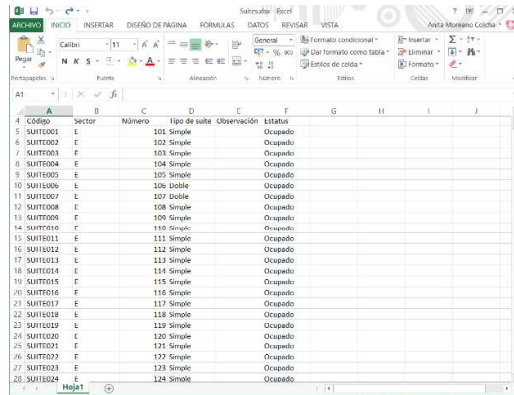 Suites.xlsx - Excel
ARCHIVO INICIO INSERTAR DISEÑO DE PÁGINA FÓRMULAS DATOS REVISAR VISTA Anita Moreano Colcha
Calibri 11 General Formato condicional Insertar
Pegar N K S Dar formato como tabla Eliminar
Estilos de celda Formato
Portapapeles Fuente Alineación Número Estilos Celdas Modificar
A1 fx
A B C D E F G H I J
4 Código Sector Número Tipo de suite Observación Estatus
5 SUITE001 E 101 Simple Ocupado
6 SUITE002 E 102 Simple Ocupado
7 SUITE003 E 103 Simple Ocupado
8 SUITE004 E 104 Simple Ocupado
9 SUITE005 E 105 Simple Ocupado
10 SUITE006 E 106 Doble Ocupado
11 SUITE007 E 107 Doble Ocupado
12 SUITE008 E 108 Simple Ocupado
13 SUITE009 E 109 Simple Ocupado
14 SUITE010 E 110 Simple Ocupado
15 SUITE011 E 111 Simple Ocupado
16 SUITE012 E 112 Simple Ocupado
17 SUITE013 E 113 Simple Ocupado
18 SUITE014 E 114 Simple Ocupado
19 SUITE015 E 115 Simple Ocupado
20 SUITE016 E 116 Simple Ocupado
21 SUITE017 E 117 Simple Ocupado
22 SUITE018 E 118 Simple Ocupado
23 SUITE019 E 119 Simple Ocupado
24 SUITE020 E 120 Simple Ocupado
25 SUITE021 E 121 Simple Ocupado
26 SUITE022 E 122 Simple Ocupado
27 SUITE023 E 123 Simple Ocupado
28 SUITE024 E 124 Simple Ocupado
Hoja1